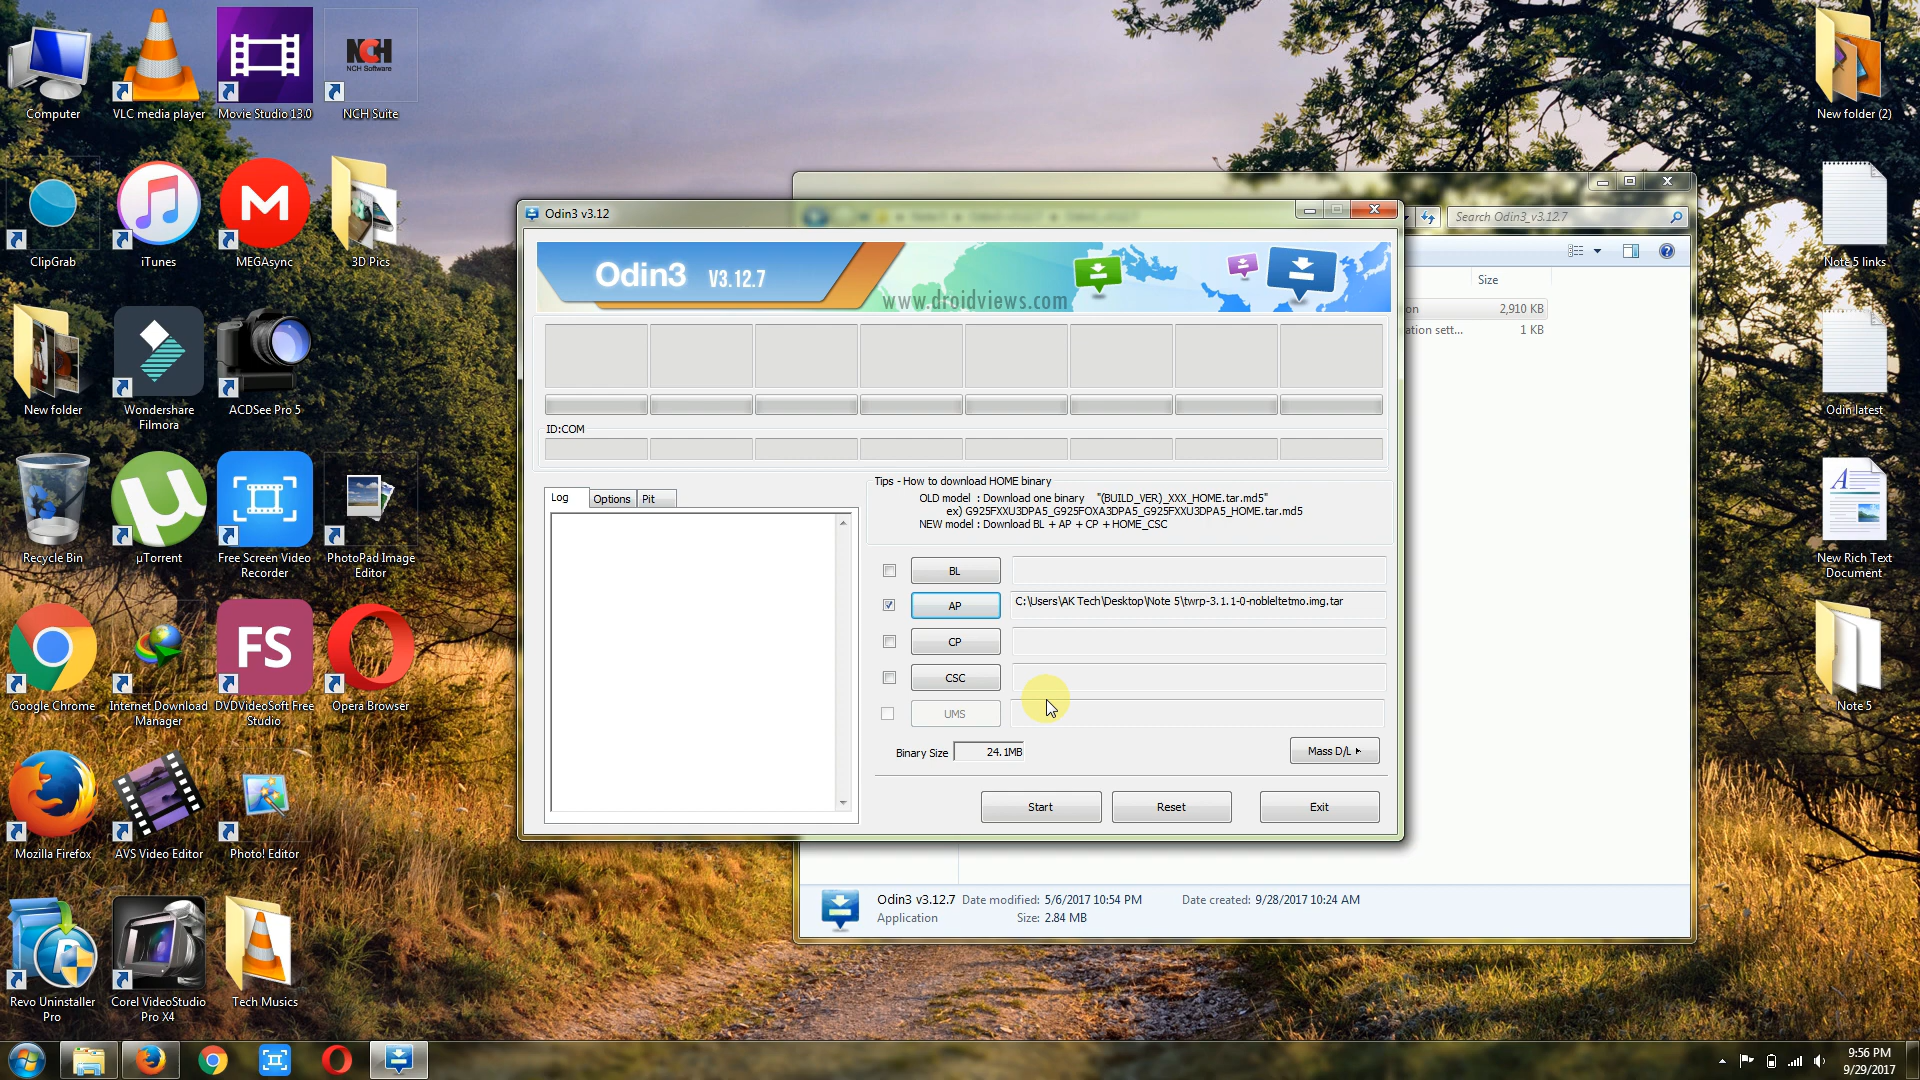 Computer
VLC media player
Movie Studio 13.0
NCH
NCH Software
NCH Suite
New folder (2)
ClipGrab
iTunes
MEGAsync
3D Pics
Note 5 links
New folder
Wondershare
Filmora
ACDSee Pro 5
Odin latest
Recycle Bin
µTorrent
Free Screen Video
Recorder
PhotoPad Image
Editor
New Rich Text
Document
FS
Google Chrome
Internet Download
Manager
DVDVideoSoft Free
Studio
Opera Browser
Note 5
Mozilla Firefox
AVS Video Editor
Photo! Editor
Revo Uninstaller
Pro
Corel VideoStudio
Pro X4
Tech Musics
Odin3 v3.12
Odin3 V3.12.7
www.droidviews.com
ID:COM
Log
Options
Pit
Tips - How to download HOME binary
OLD model : Download one binary "(BUILD_VER)_XXX_HOME.tar.md5"
ex) G925FXXU3DPA5_G925FOXA3DPA5_G925FXXU3DPA5_HOME.tar.md5
NEW model : Download BL + AP + CP + HOME_CSC
BL
AP
C:\Users\AK Tech\Desktop\Note 5\twrp-3.1.1-0-nobleltetmo.img.tar
CP
CSC
UMS
Binary Size 24.1MB
Mass D/L
Start
Reset
Exit
Search Odin3_v3.12.7
Size
on 2,910 KB
ation sett... 1 KB
Odin3 v3.12.7 Date modified: 5/6/2017 10:54 PM Date created: 9/28/2017 10:24 AM
Application Size: 2.84 MB
9:56 PM
9/29/2017